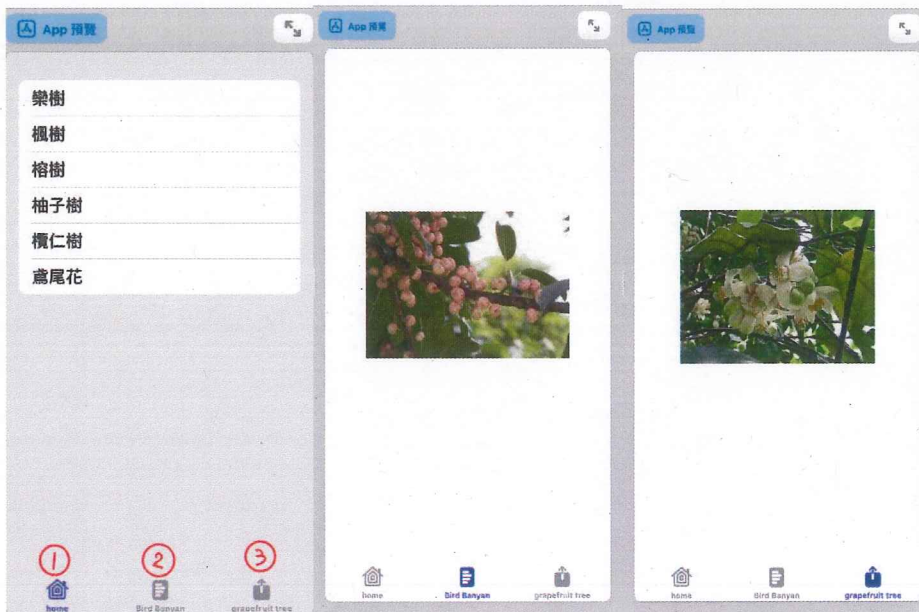 App 預覽
欒樹
楓樹
榕樹
柚子樹
欖仁樹
鳶尾花
① ② ③
home Bird Banyan grapefruit tree
App 預覽
home Bird Banyan grapefruit tree
App 預覽
home Bird Banyan grapefruit tree